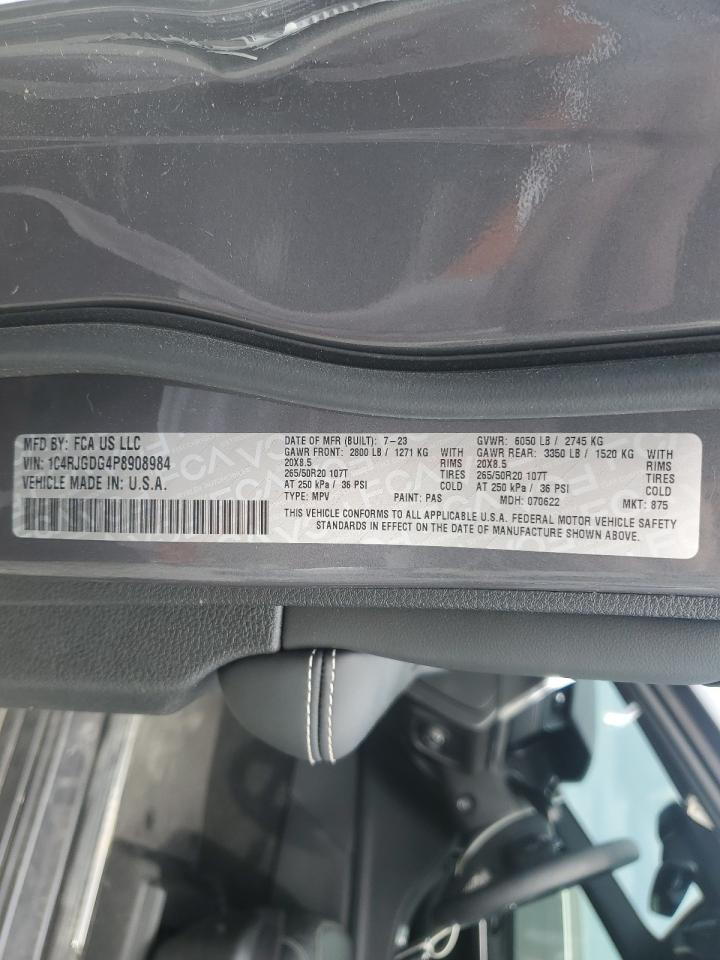 MFD BY: FCA US LLC
VIN: 1C4RJGDG4P8908984
VEHICLE MADE IN: U.S.A.
DATE OF MFR (BUILT): 7-23
GAWR FRONT: 2800 LB / 1271 KG WITH
20X8.5 RIMS
265/50R20 107T TIRES
AT 250 kPa / 36 PSI COLD
TYPE: MPV PAINT: PAS
GVWR: 6050 LB / 2745 KG
GAWR REAR: 3350 LB / 1520 KG WITH
20X8.5 RIMS
265/50R20 107T TIRES
AT 250 kPa / 36 PSI COLD
MDH: 070622 MKT: 875
THIS VEHICLE CONFORMS TO ALL APPLICABLE U.S.A. FEDERAL MOTOR VEHICLE SAFETY
STANDARDS IN EFFECT ON THE DATE OF MANUFACTURE SHOWN ABOVE.